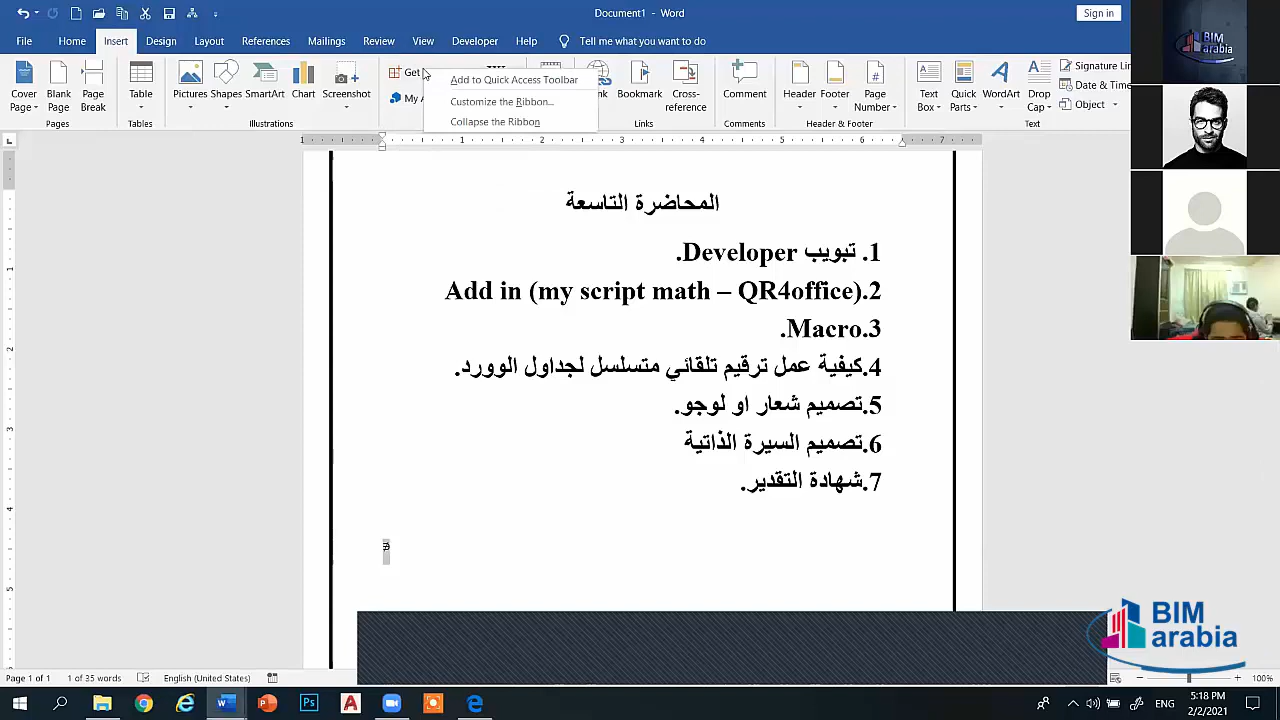 Document1 - Word
Sign in
File Home Insert Design Layout References Mailings Review View Developer Help Tell me what you want to do
Cover Page
Page Break
Tables
Pictures
Shapes
SmartArt
Chart
Screenshot
Get
My A
Add to Quick Access Toolbar
Customize the Ribbon...
Collapse the Ribbon
Bookmark
Cross-reference
Comment
Header
Footer
Page Number
Text Box
Quick Parts
WordArt
Drop Cap
Signature Lin
Date & Time
Object
Pages Tables Illustrations Links Comments Header & Footer Text
BIM arabia
المحاضرة التاسعة
1. تبويب Developer.
2.Add in (my script math – QR4office)
3.Macro.
4.كيفية عمل ترقيم تلقائي متسلسل لجداول الوورد.
5.تصميم شعار او لوجو.
6.تصميم السيرة الذاتية
7.شهادة التقدير.
BIM arabia
Page 1 of 1 1 of 35 words English (United States) 100%
ENG
5:18 PM
2/2/2021